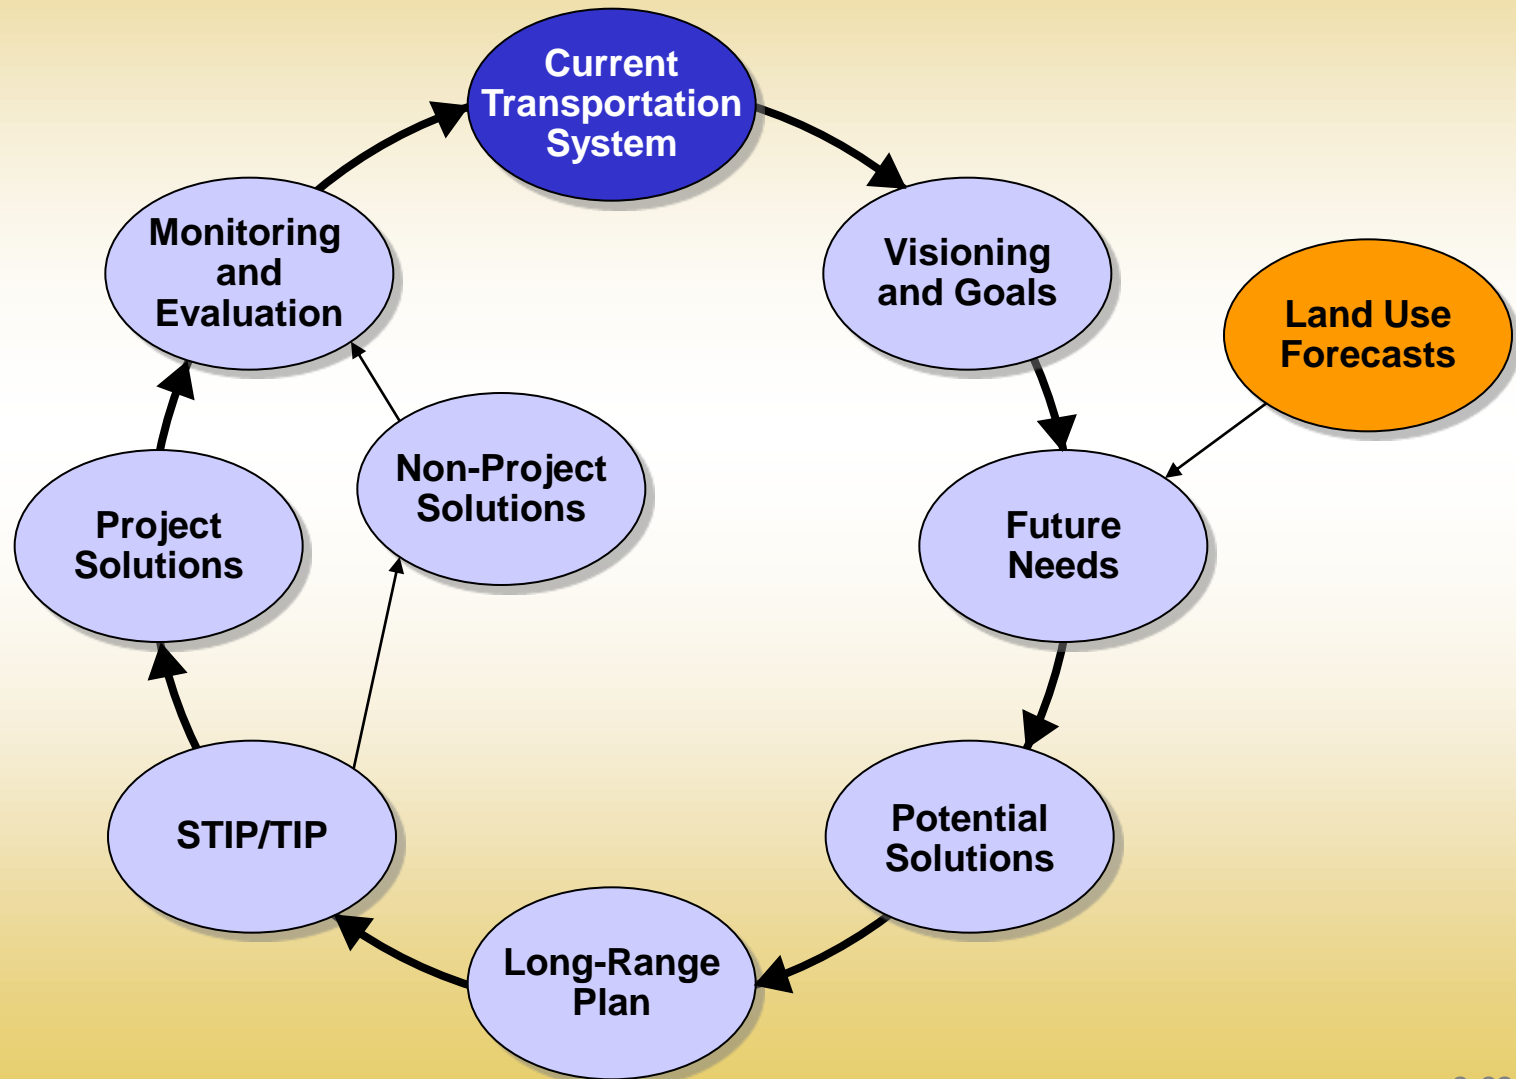 Current
Transportation
System
Monitoring
and
Evaluation
Visioning
and Goals
Land Use
Forecasts
Non-Project
Solutions
Project
Solutions
Future
Needs
STIP/TIP
Potential
Solutions
Long-Range
Plan